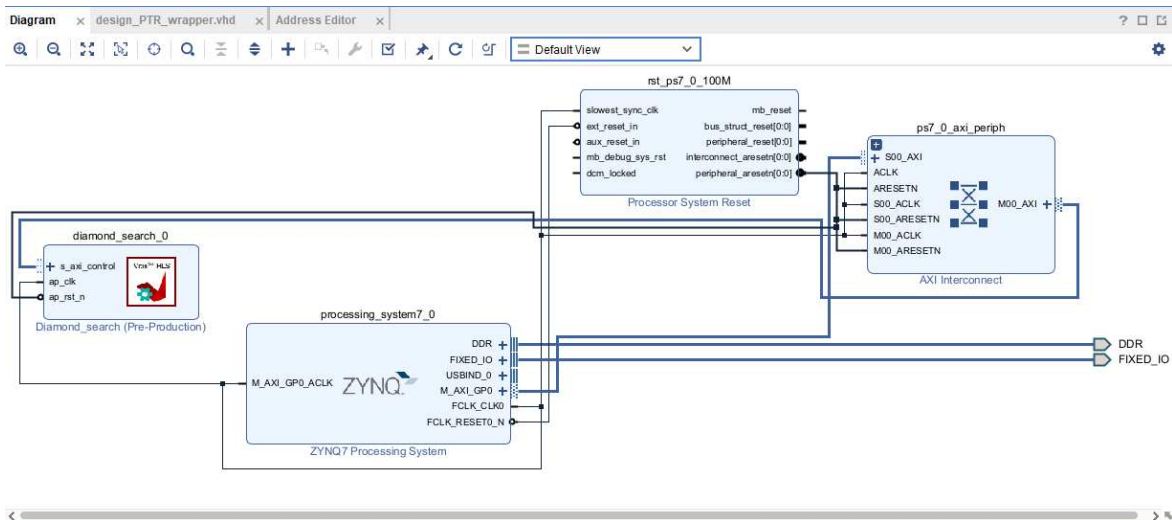 Diagram × design_PTR_wrapper.vhd × Address Editor ×
Default View
rst_ps7_0_100M
slowest_sync_clk mb_reset
ext_reset_in bus_struct_reset[0:0]
aux_reset_in peripheral_reset[0:0]
mb_debug_sys_rst interconnect_aresetn[0:0]
dcm_locked peripheral_aresetn[0:0]
Processor System Reset
ps7_0_axi_periph
S00_AXI
ACLK
ARESETN
S00_ACLK M00_AXI
S00_ARESETN
M00_ACLK
M00_ARESETN
AXI Interconnect
diamond_search_0
s_axi_control
ap_clk
ap_rst_n
Diamond_search (Pre-Production)
processing_system7_0
DDR
FIXED_IO
USBIND_0
M_AXI_GP0_ACLK ZYNQ M_AXI_GP0
FCLK_CLK0
FCLK_RESET0_N
ZYNQ7 Processing System
DDR
FIXED_IO